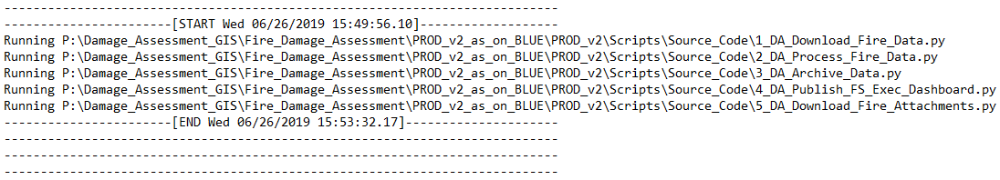 ----------------------------------------------------------------------------
-----------------------[START Wed 06/26/2019 15:49:56.10]-------------------
Running P:\Damage_Assessment_GIS\Fire_Damage_Assessment\PROD_v2_as_on_BLUE\PROD_v2\Scripts\Source_Code\1_DA_Download_Fire_Data.py
Running P:\Damage_Assessment_GIS\Fire_Damage_Assessment\PROD_v2_as_on_BLUE\PROD_v2\Scripts\Source_Code\2_DA_Process_Fire_Data.py
Running P:\Damage_Assessment_GIS\Fire_Damage_Assessment\PROD_v2_as_on_BLUE\PROD_v2\Scripts\Source_Code\3_DA_Archive_Data.py
Running P:\Damage_Assessment_GIS\Fire_Damage_Assessment\PROD_v2_as_on_BLUE\PROD_v2\Scripts\Source_Code\4_DA_Publish_FS_Exec_Dashboard.py
Running P:\Damage_Assessment_GIS\Fire_Damage_Assessment\PROD_v2_as_on_BLUE\PROD_v2\Scripts\Source_Code\5_DA_Download_Fire_Attachments.py
-----------------------[END Wed 06/26/2019 15:53:32.17]---------------------
----------------------------------------------------------------------------
----------------------------------------------------------------------------
----------------------------------------------------------------------------